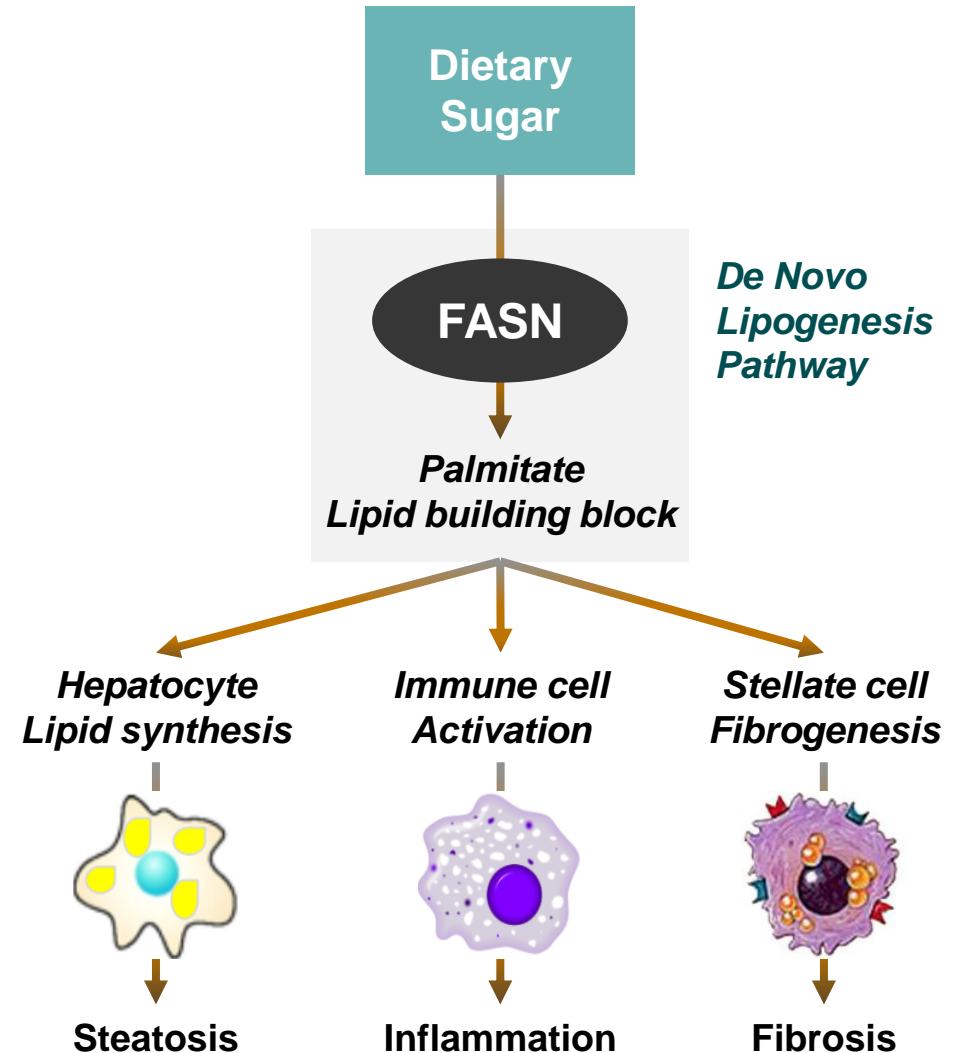 Dietary
Sugar
FASN
De Novo
Lipogenesis
Pathway
Palmitate
Lipid building block
Hepatocyte
Lipid synthesis
Immune cell
Activation
Stellate cell
Fibrogenesis
Steatosis
Inflammation
Fibrosis